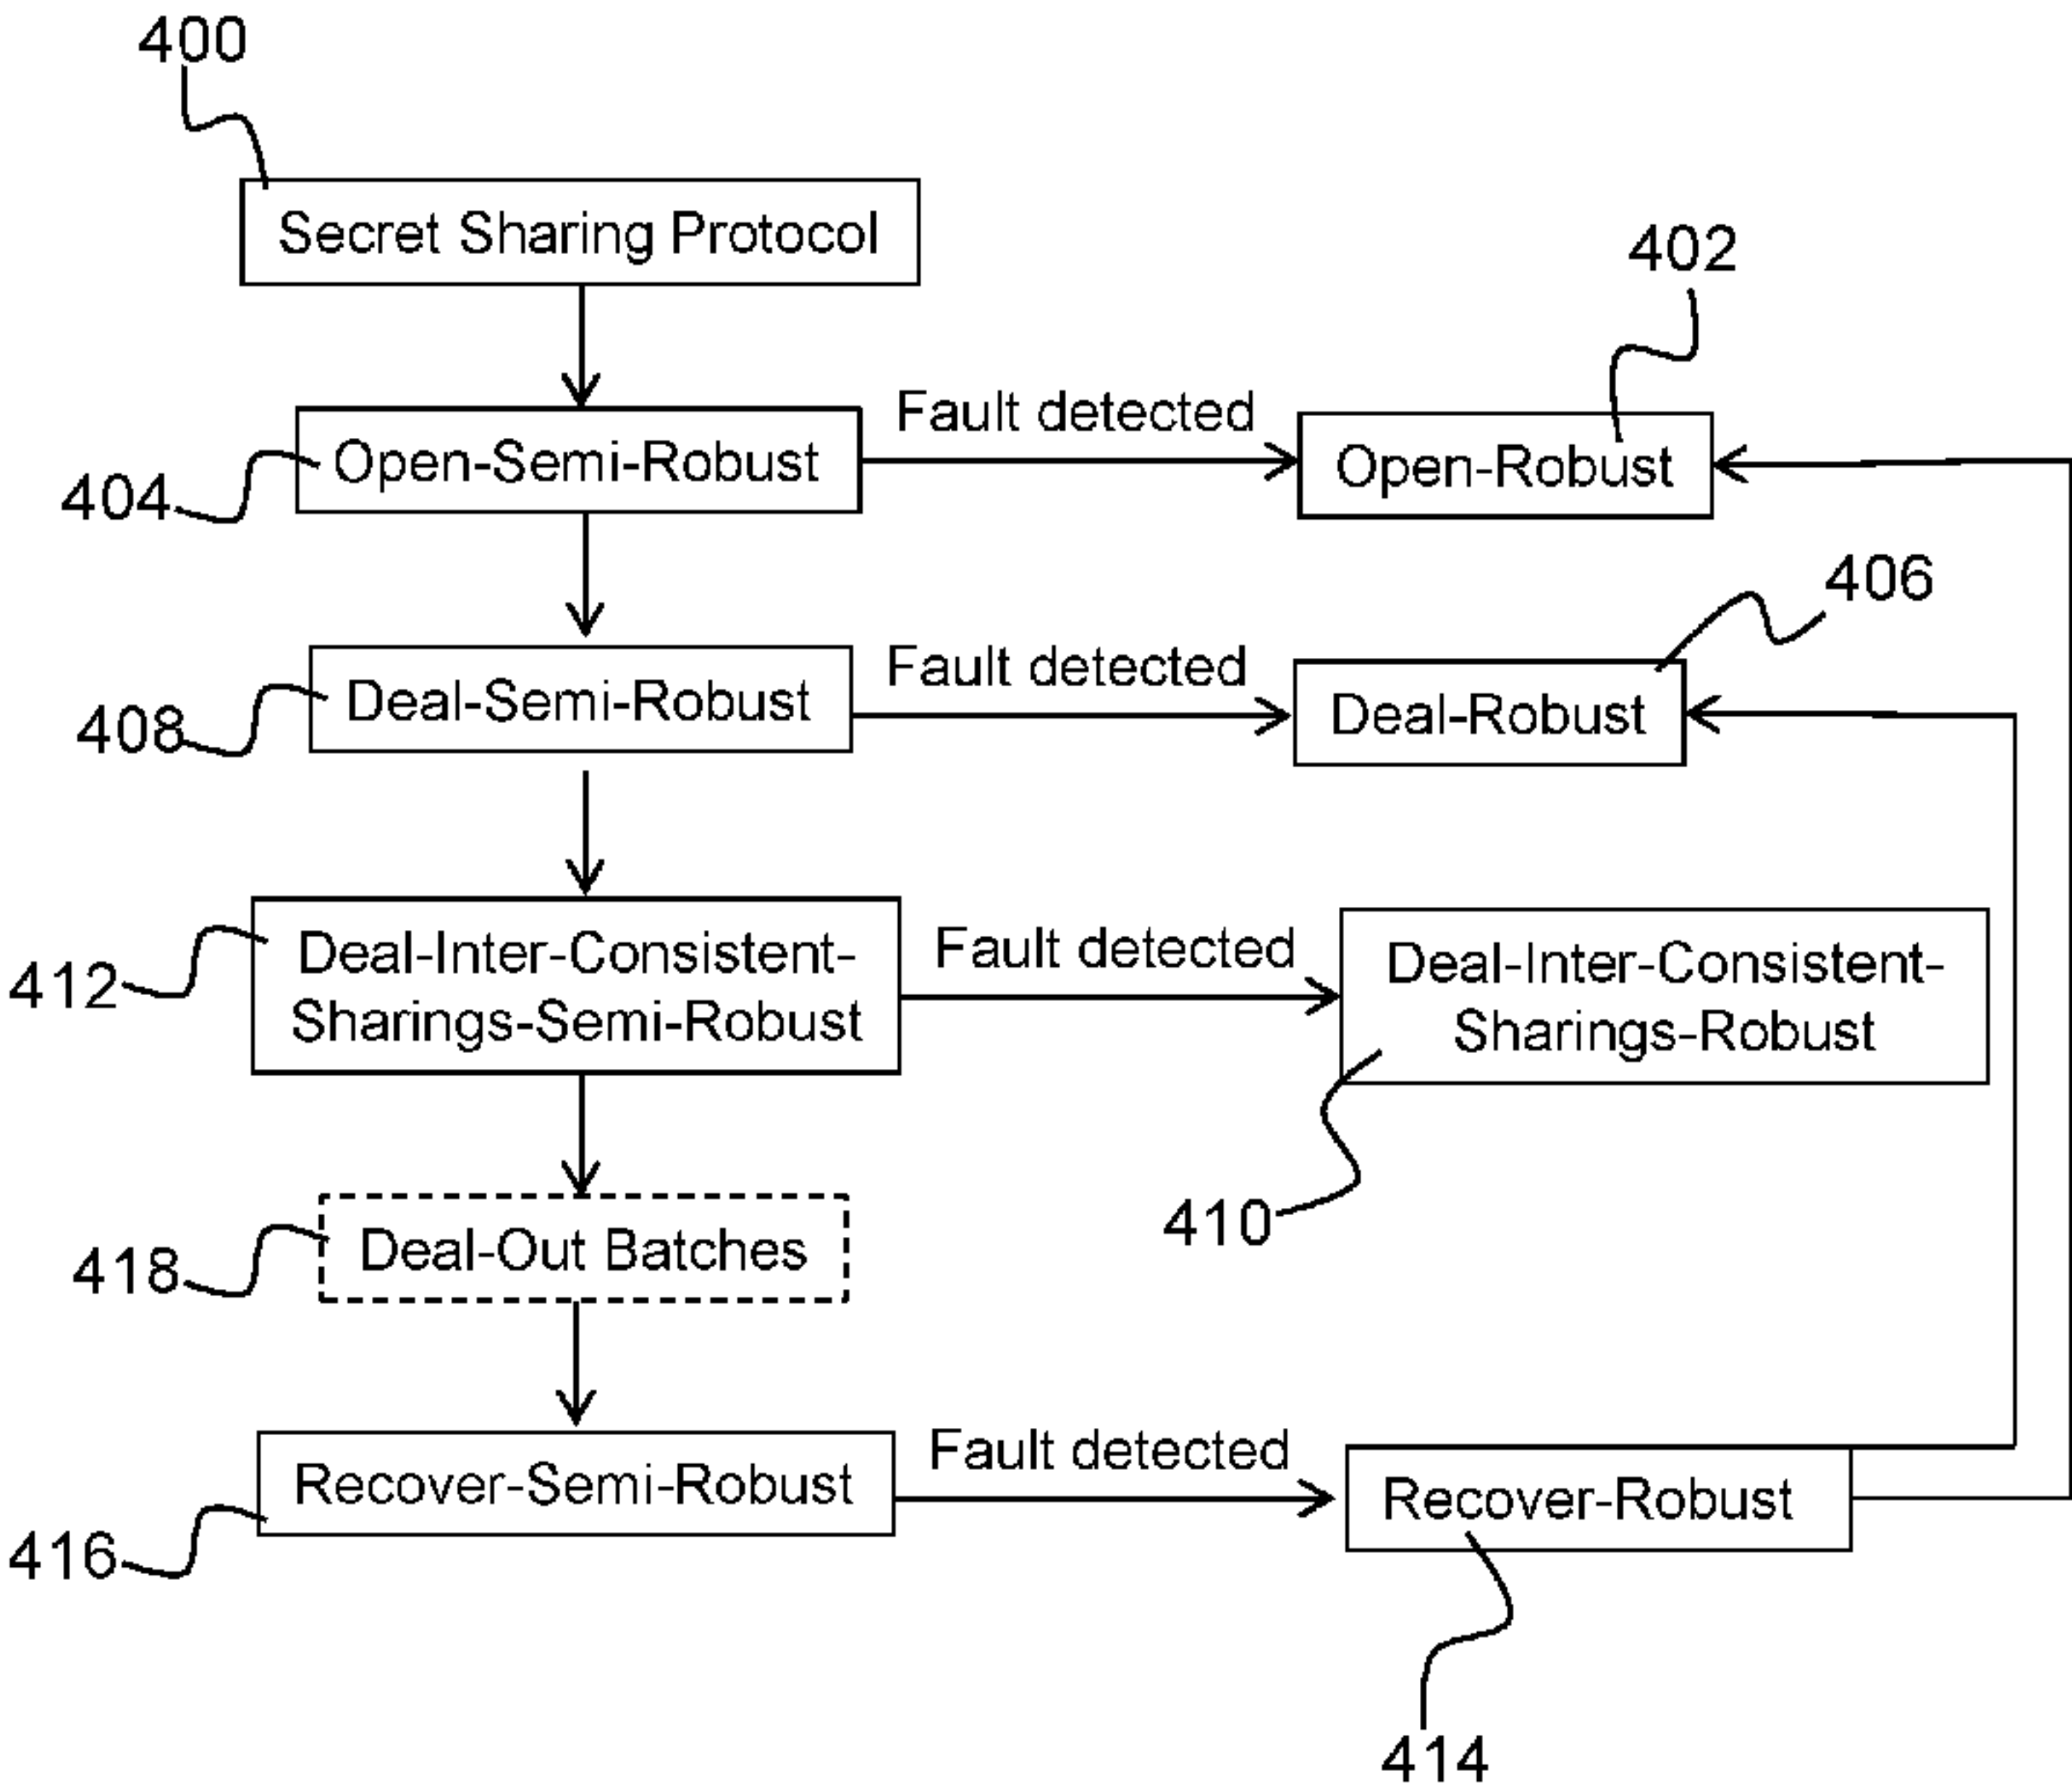 400
Secret Sharing Protocol
402
Fault detected
Open-Semi-Robust
Open-Robust
404
406
Fault detected
Deal-Semi-Robust
Deal-Robust
408
Deal-Inter-Consistent-
Sharings-Semi-Robust
Fault detected
Deal-Inter-Consistent-
Sharings-Robust
412
410
Deal-Out Batches
418
Fault detected
Recover-Semi-Robust
Recover-Robust
416
414